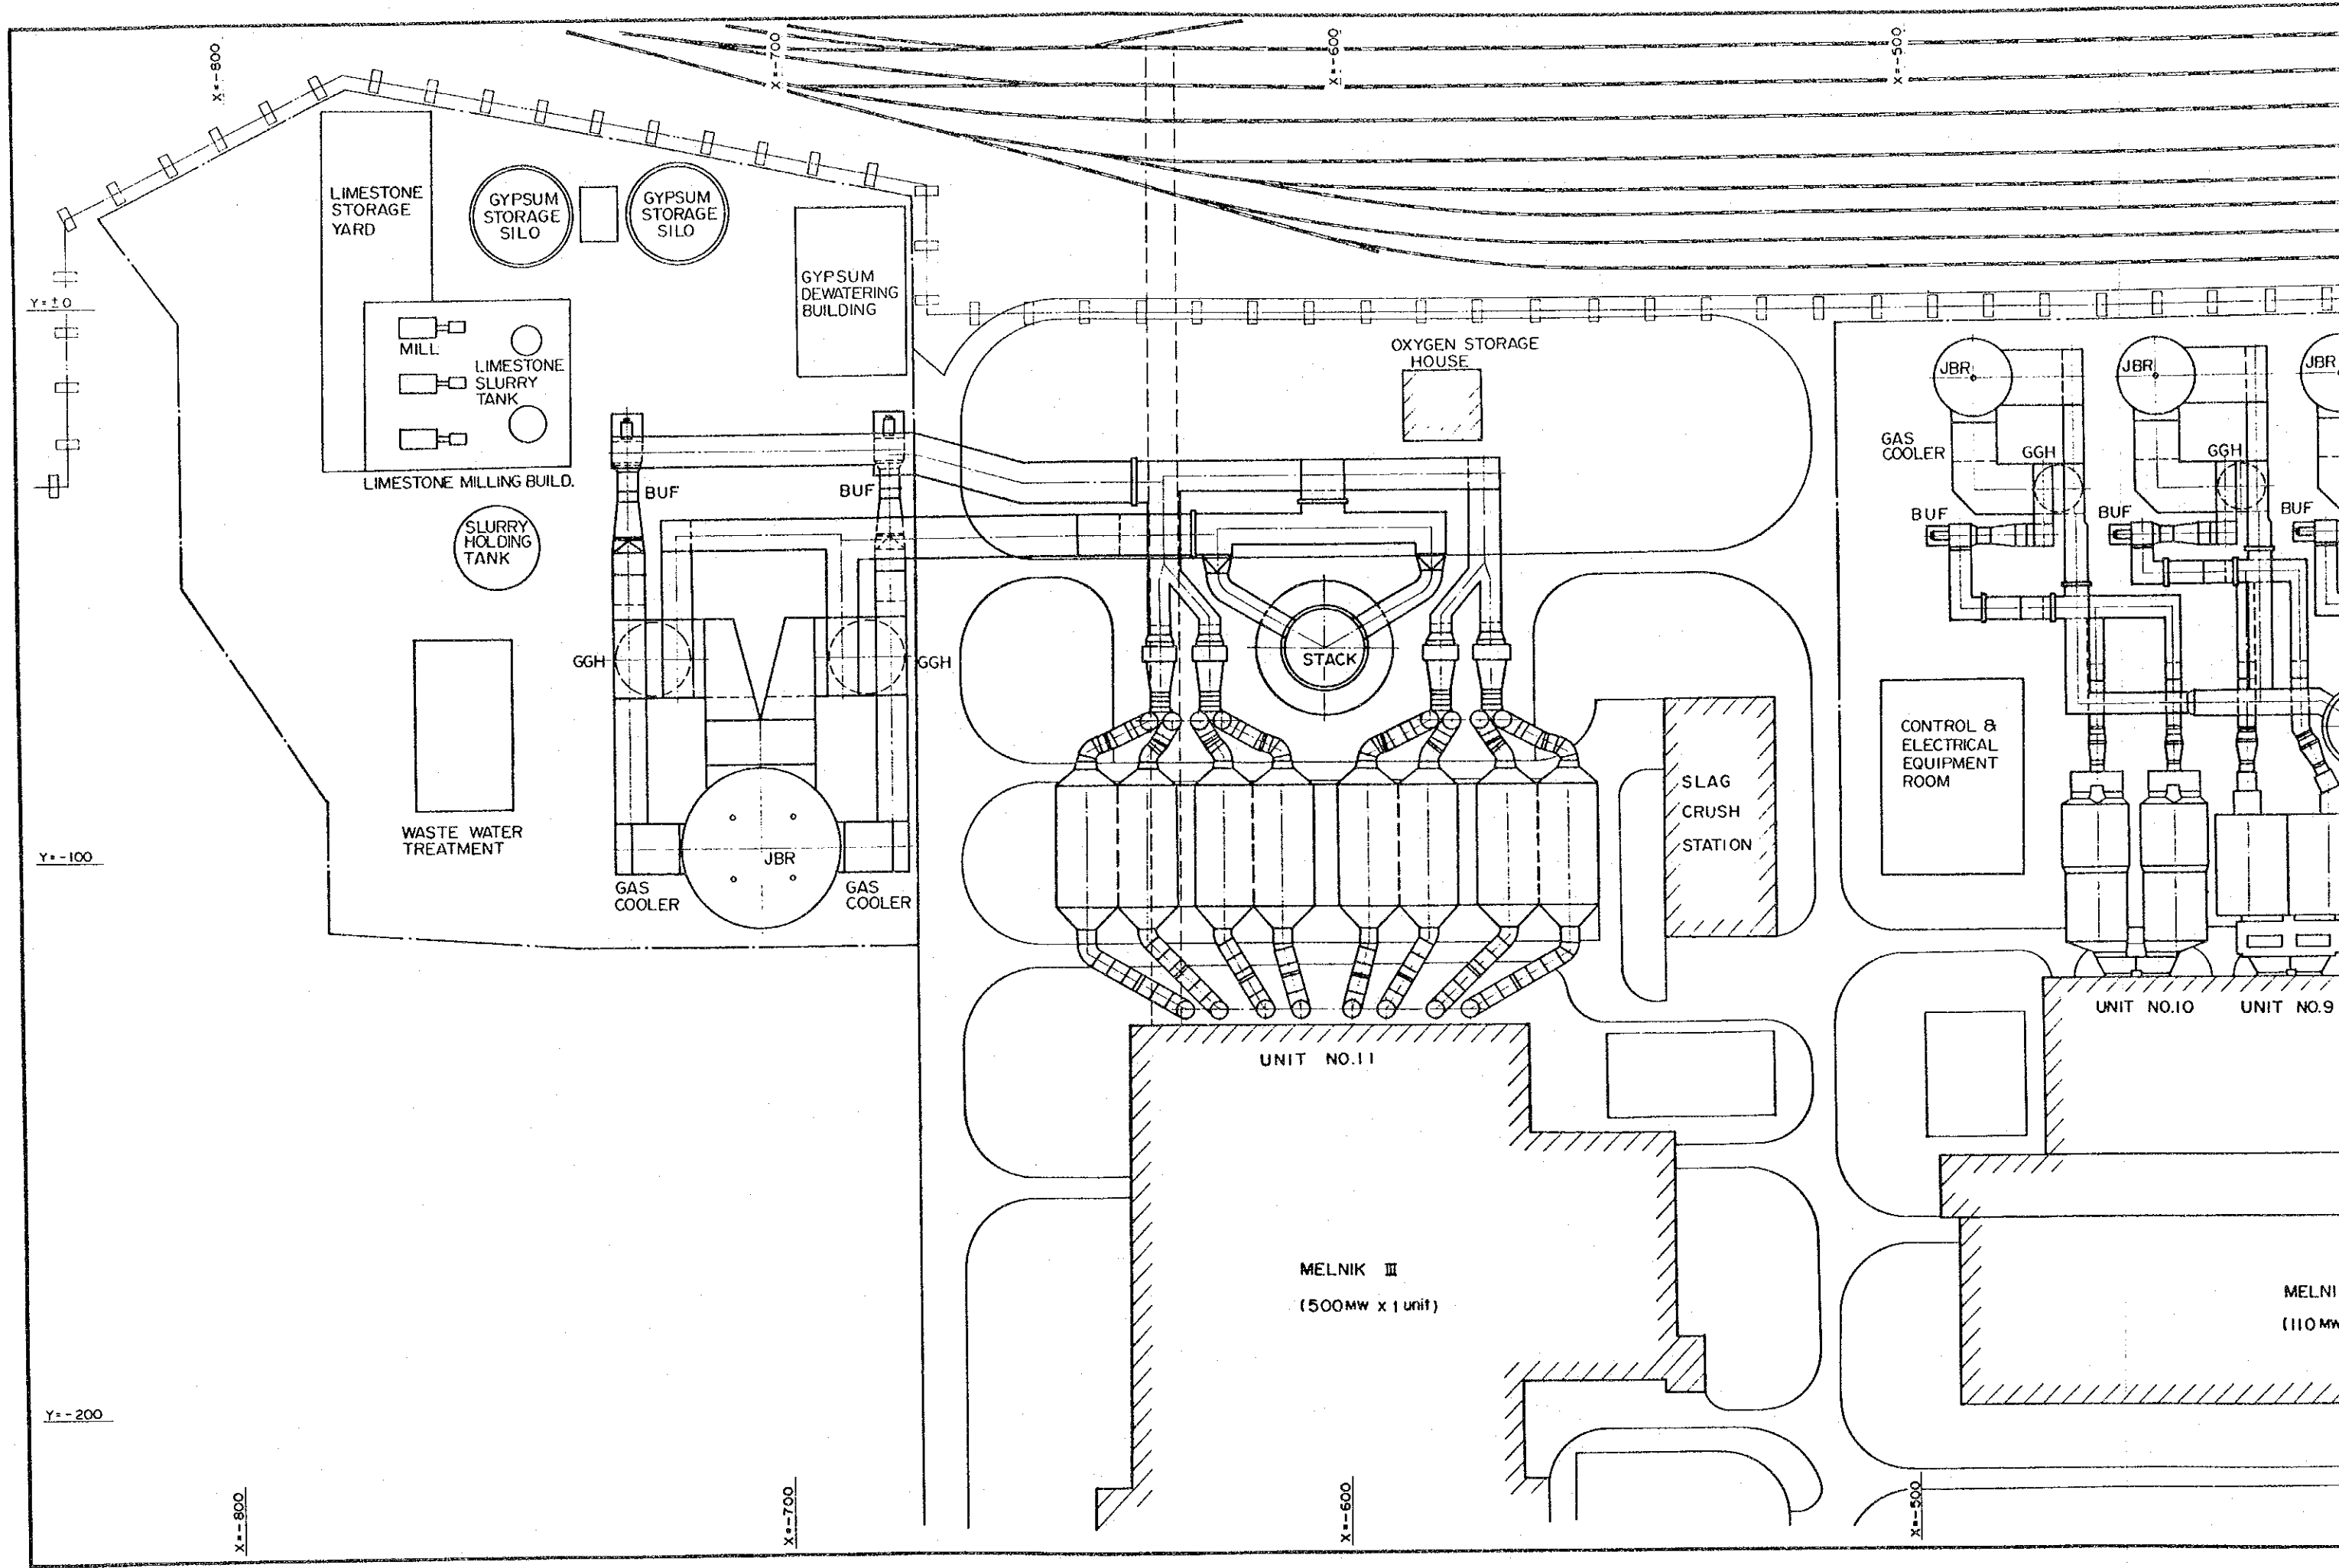 X=-800
X=-700
X=-600
X=-500
LIMESTONE
STORAGE
YARD
GYPSUM
STORAGE
SILO
GYPSUM
STORAGE
SILO
GYPSUM
DEWATERING
BUILDING
Y=±0
MILL
LIMESTONE
SLURRY
TANK
LIMESTONE MILLING BUILD.
OXYGEN STORAGE
HOUSE
JBR
JBR
JBR
GAS
COOLER
GGH
GGH
BUF
BUF
BUF
BUF
BUF
SLURRY
HOLDING
TANK
GGH
GGH
STACK
WASTE WATER
TREATMENT
JBR
GAS
COOLER
GAS
COOLER
SLAG
CRUSH
STATION
CONTROL &
ELECTRICAL
EQUIPMENT
ROOM
Y=-100
UNIT NO.11
UNIT NO.10
UNIT NO.9
MELNIK III
(500MW x 1 unit)
MELNI
(110 MW
Y=-200
X=-800
X=-700
X=-600
X=-500